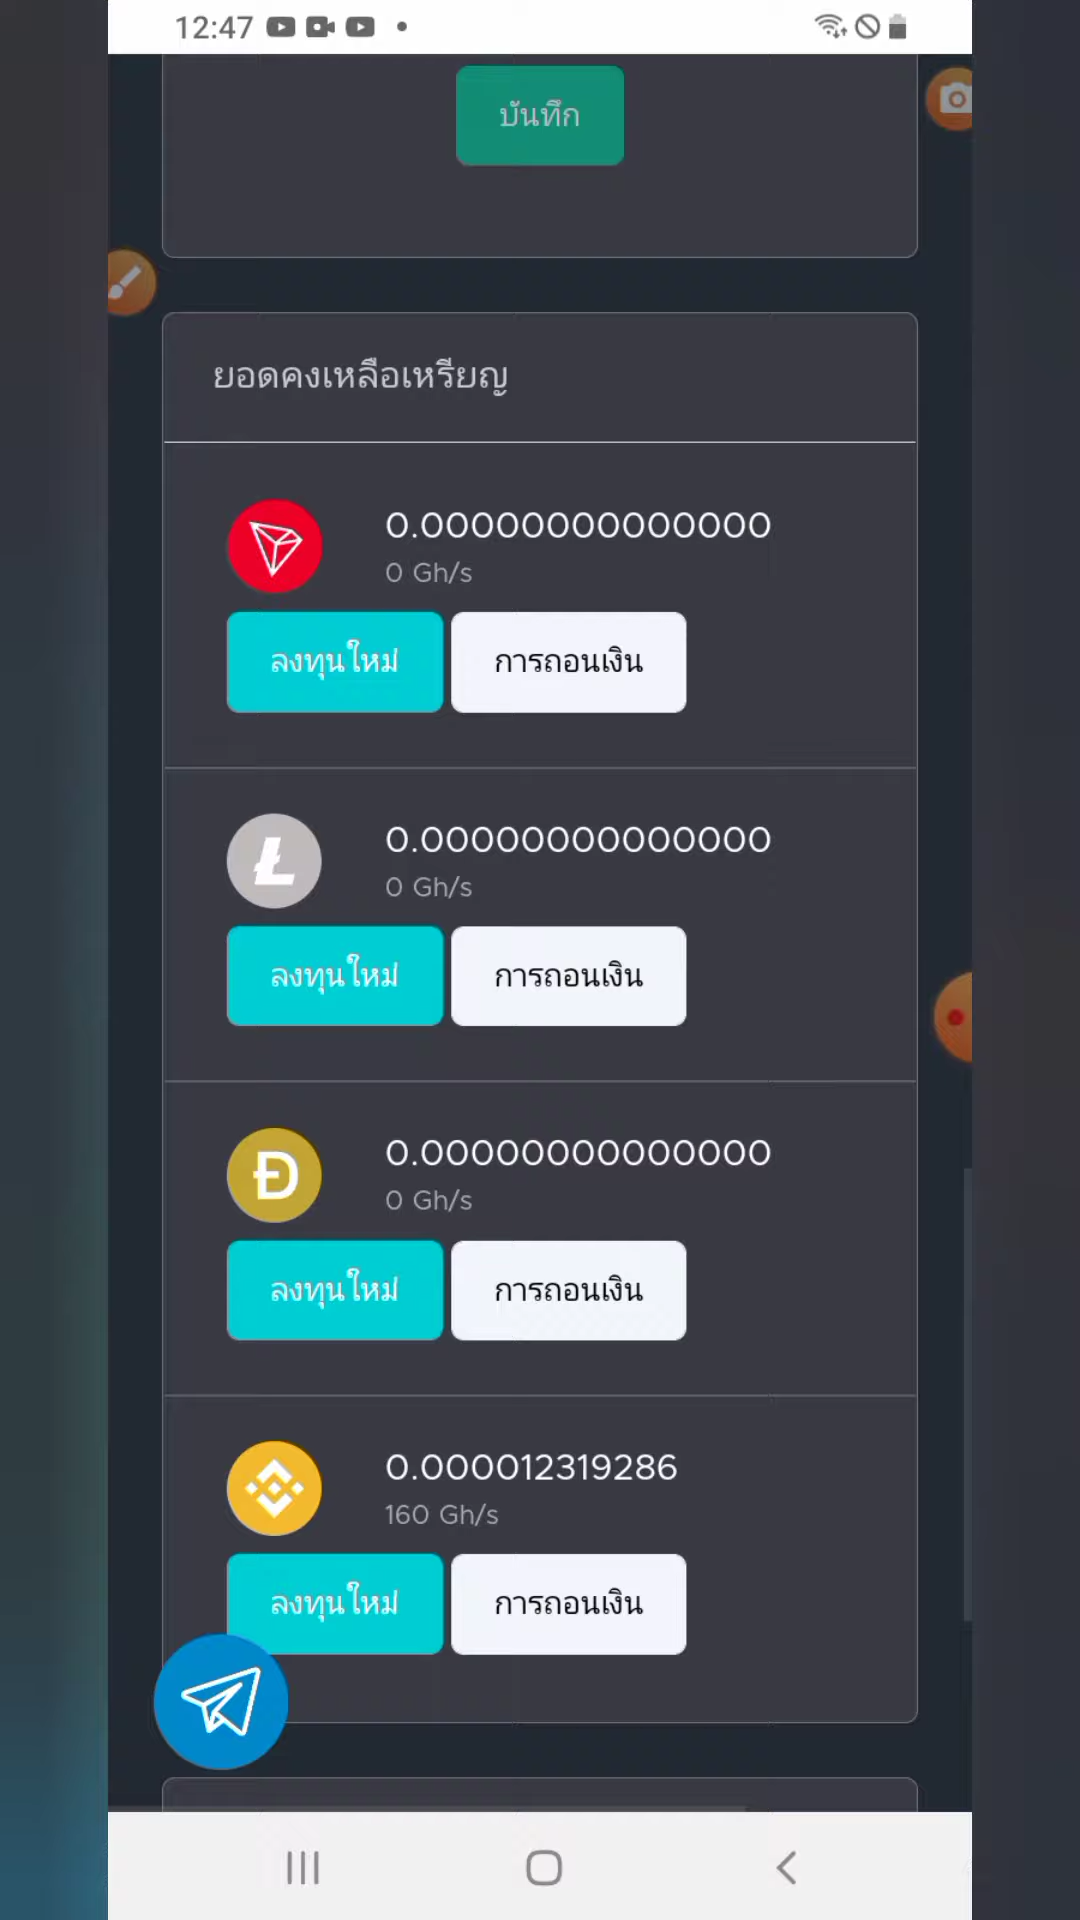 12:47
บันทึก
ยอดคงเหลือเหรียญ
0.00000000000000
0 Gh/s
ลงทุนใหม่ การถอนเงิน
0.00000000000000
0 Gh/s
ลงทุนใหม่ การถอนเงิน
0.00000000000000
0 Gh/s
ลงทุนใหม่ การถอนเงิน
0.000012319286
160 Gh/s
ลงทุนใหม่ การถอนเงิน